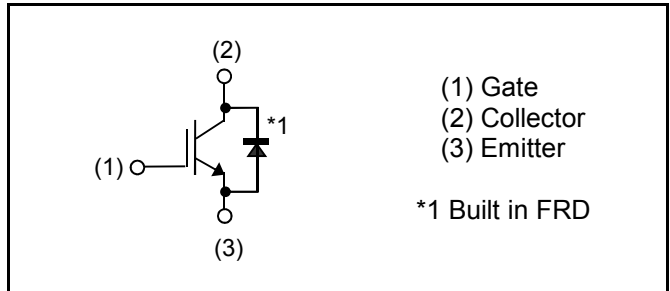 (2)
*1
(1)
(3)
(1) Gate
(2) Collector
(3) Emitter
*1 Built in FRD